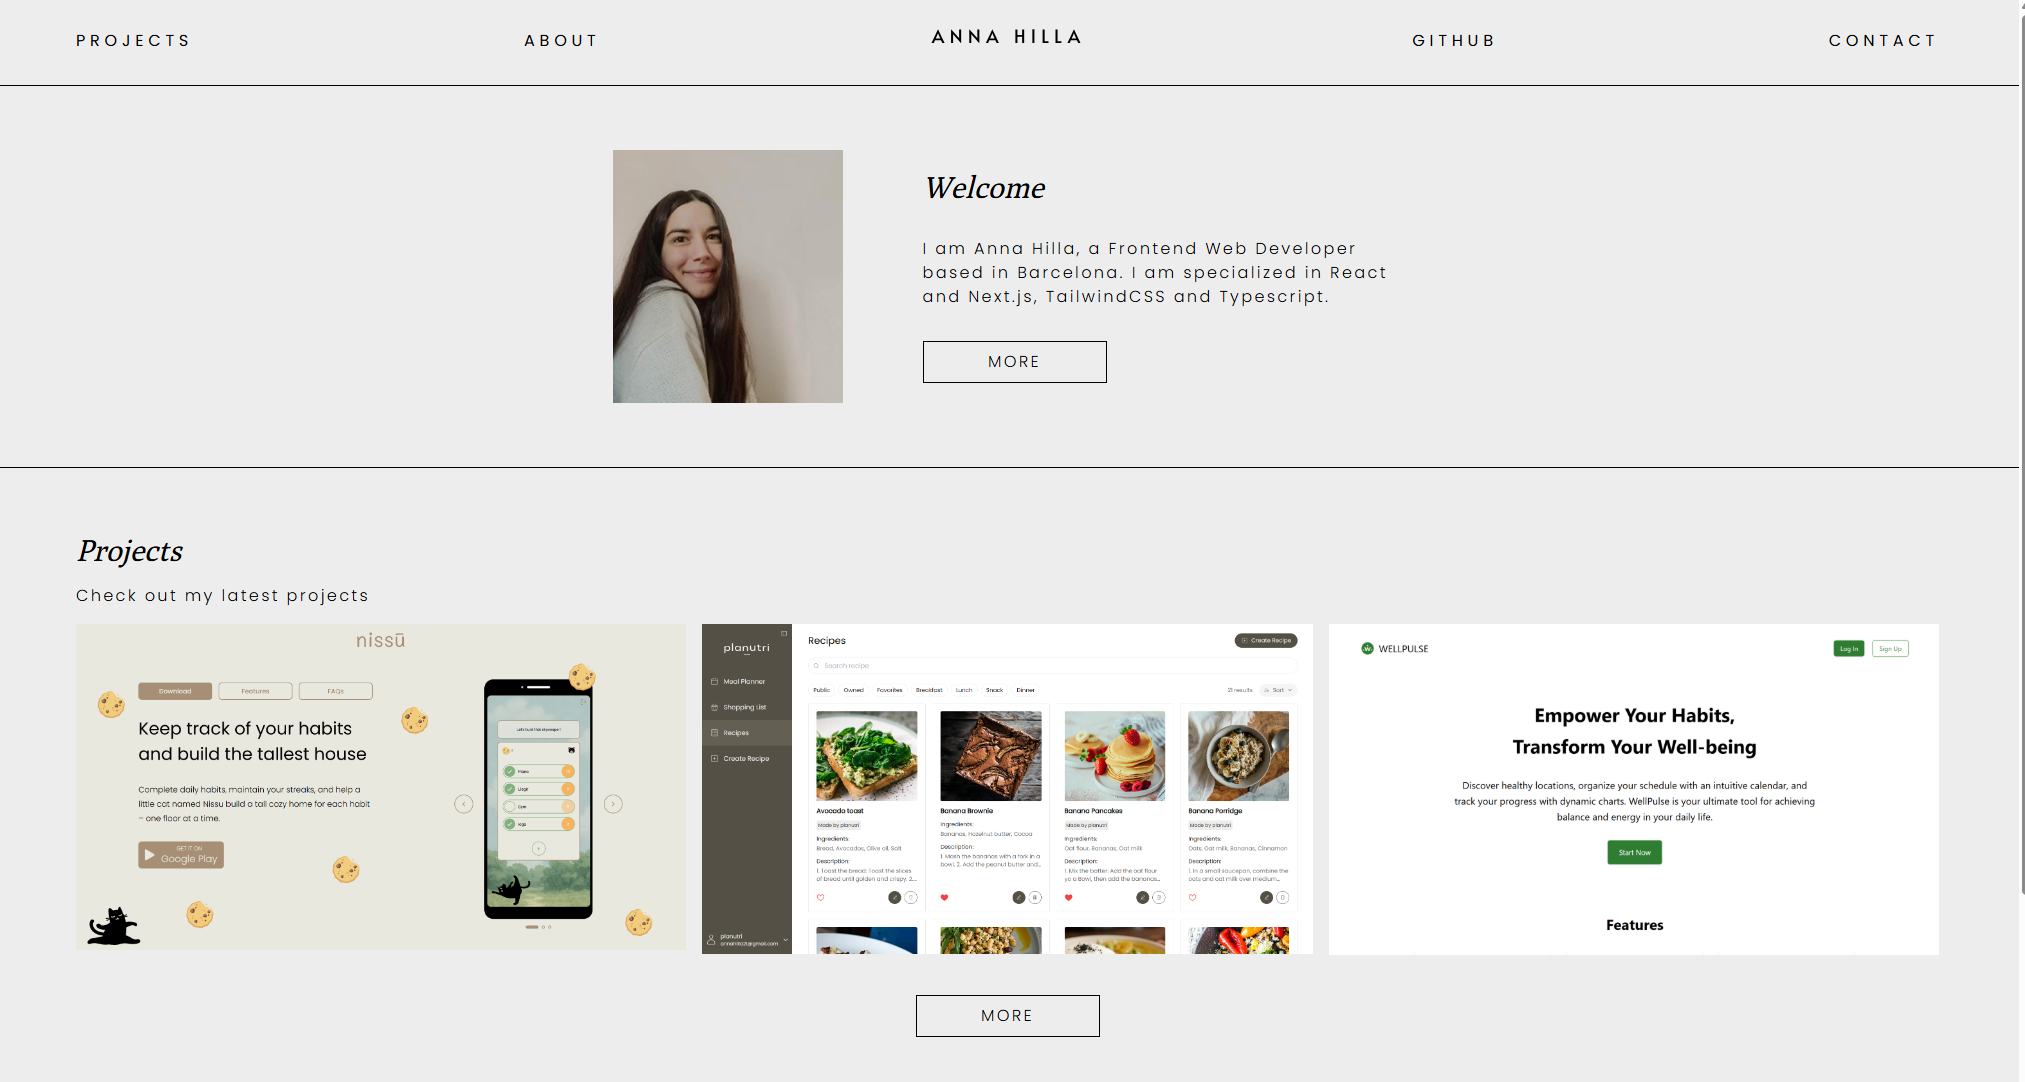 PROJECTS
ABOUT
ANNA HILLA
GITHUB
CONTACT
Welcome
I am Anna Hilla, a Frontend Web Developer
based in Barcelona. I am specialized in React
and Next.js, TailwindCSS and Typescript.
MORE
Projects
Check out my latest projects
nissū
Download
Features
FAQs
Keep track of your habits
and build the tallest house
Complete daily habits, maintain your streaks, and help a
little cat named Nissu build a tall cozy home for each habit
– one floor at a time.
GET IT ON
Google Play
planutri
Meal Planner
Shopping List
Recipes
Create Recipe
planutri
Recipes
Create Recipe
Search recipe
Public
Owned
Favorites
Breakfast
Lunch
Snack
Dinner
21 results
Sort
Avocado toast
Made by planutri
Ingredients:
Bread, Avocados, Olive oil, Salt
Description:
1. Toast the bread: Toast the slices
of bread until golden and crispy. 2....
Banana Brownie
Ingredients:
Bananas, Hazelnut butter, Cocoa
Description:
1. Mash the bananas with a fork in a
bowl. 2. Add the peanut butter and...
Banana Pancakes
Made by planutri
Ingredients:
Oat flour, Bananas, Oat milk
Description:
1. Mix the batter: Add the oat flour
to a Bowl, then add the bananas...
Banana Porridge
Made by planutri
Ingredients:
Oats, Oat milk, Bananas, Cinnamon
Description:
1. In a small saucepan, combine the
oats and oat milk over medium...
WELLPULSE
Log In
Sign Up
Empower Your Habits,
Transform Your Well-being
Discover healthy locations, organize your schedule with an intuitive calendar, and
track your progress with dynamic charts. WellPulse is your ultimate tool for achieving
balance and energy in your daily life.
Start Now
Features
MORE